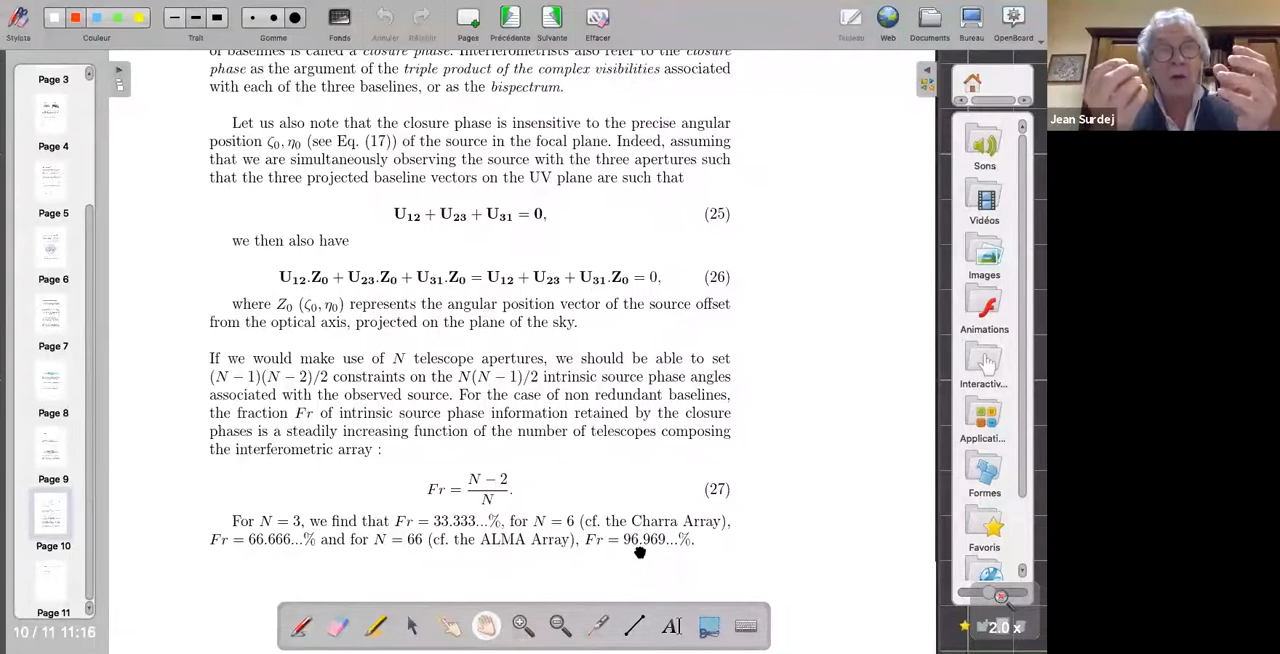 Stylets
Couleur
Trait
Gomme
Fonds
Annuler
Rétablir
Pages
Précédente
Suivante
Effacer
Tableau
Web
Documents
Bureau
OpenBoard
Page 3
Page 4
Page 5
Page 6
Page 7
Page 8
Page 9
Page 10
Page 11
10 / 11 11:16
of baselines is called a closure phase. Interferometrists also refer to the closure
phase as the argument of the triple product of the complex visibilities associated
with each of the three baselines, or as the bispectrum.
Let us also note that the closure phase is insensitive to the precise angular
position ζ₀, η₀ (see Eq. (17)) of the source in the focal plane. Indeed, assuming
that we are simultaneously observing the source with the three apertures such
that the three projected baseline vectors on the UV plane are such that
U₁₂ + U₂₃ + U₃₁ = 0, (25)
we then also have
U₁₂.Z₀ + U₂₃.Z₀ + U₃₁.Z₀ = U₁₂ + U₂₃ + U₃₁.Z₀ = 0, (26)
where Z₀ (ζ₀, η₀) represents the angular position vector of the source offset
from the optical axis, projected on the plane of the sky.
If we would make use of N telescope apertures, we should be able to set
(N − 1)(N − 2)/2 constraints on the N(N − 1)/2 intrinsic source phase angles
associated with the observed source. For the case of non redundant baselines,
the fraction Fr of intrinsic source phase information retained by the closure
phases is a steadily increasing function of the number of telescopes composing
the interferometric array :
Fr = (N − 2)/N. (27)
For N = 3, we find that Fr = 33.333...%, for N = 6 (cf. the Charra Array),
Fr = 66.666...% and for N = 66 (cf. the ALMA Array), Fr = 96.969...%.
A
Sons
Vidéos
Images
Animations
Interactiv...
Applicati...
Formes
Favoris
2.0 x
Jean Surdej